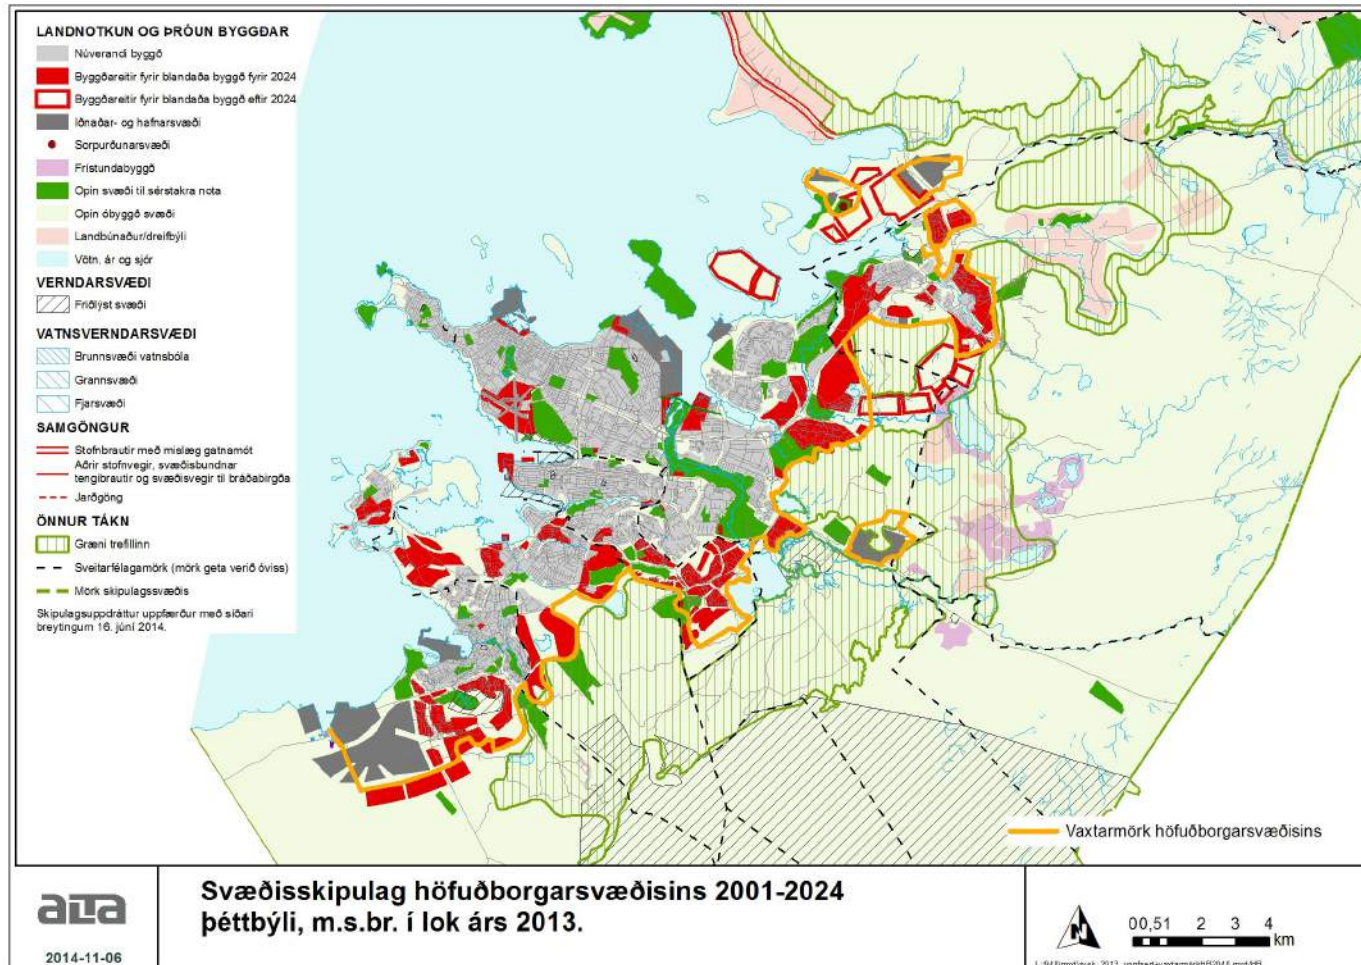 LANDNOTKUN OG ÞRÓUN BYGGÐAR
Núverandi byggð
Byggðareitir fyrir blandaða byggð fyrir 2024
Byggðareitir fyrir blandaða byggð eftir 2024
Iðnaðar- og hafnarsvæði
Sorpurðunarsvæði
Frístundabyggð
Opin svæði til sérstakra nota
Opin óbyggð svæði
Landbúnaður/dreifbýli
Vötn, ár og sjór
VERNDARSVÆÐI
Friðlýst svæði
VATNSVERNDARSVÆÐI
Brunnsvæði vatnsbóla
Grannsvæði
Fjarsvæði
SAMGÖNGUR
Stofnbrautir með mislæg gatnamót
Aðrir stofnvegir, svæðisbundnar
tengibrautir og svæðisvegir til bráðabirgða
Jarðgöng
ÖNNUR TÁKN
Græni trefillinn
Sveitarfélagamörk (mörk geta verið óviss)
Mörk skipulagssvæðis
Skipulagsuppdráttur uppfærður með síðari
breytingum 16. júní 2014.
Vaxtarmörk höfuðborgarsvæðisins
alta
2014-11-06
Svæðisskipulag höfuðborgarsvæðisins 2001-2024
þéttbýli, m.s.br. í lok árs 2013.
N
0 0,5 1 2 3 4
km